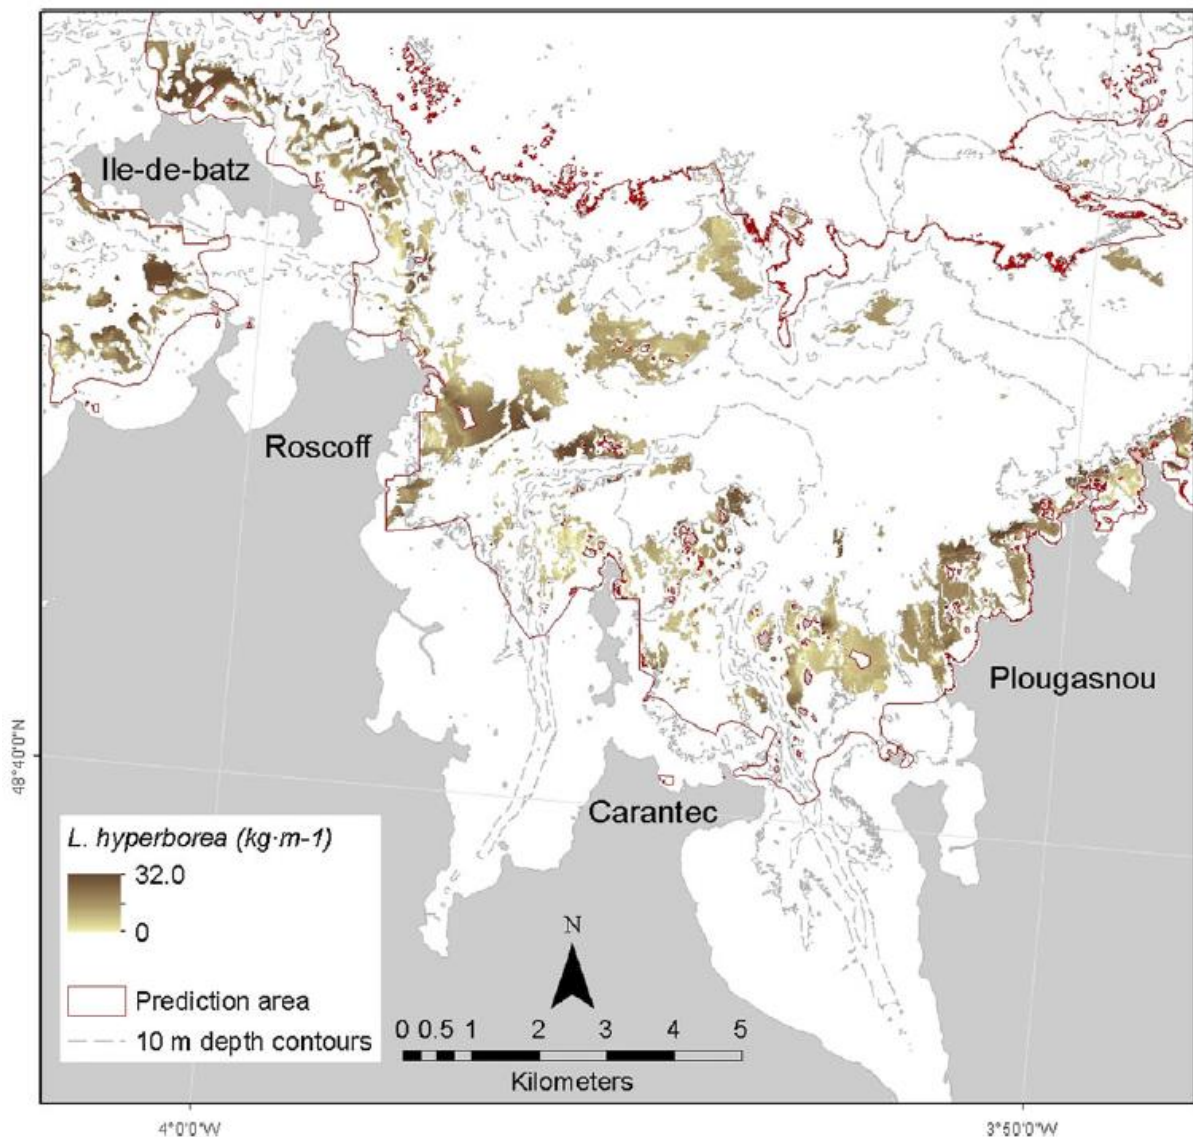 Ile-de-batz
Roscoff
Plougasnou
Carantec
48°40'0"N
L. hyperborea (kg·m-1)
32.0
0
Prediction area
10 m depth contours
N
0 0.5 1 2 3 4 5
Kilometers
4°0'0"W
3°50'0"W